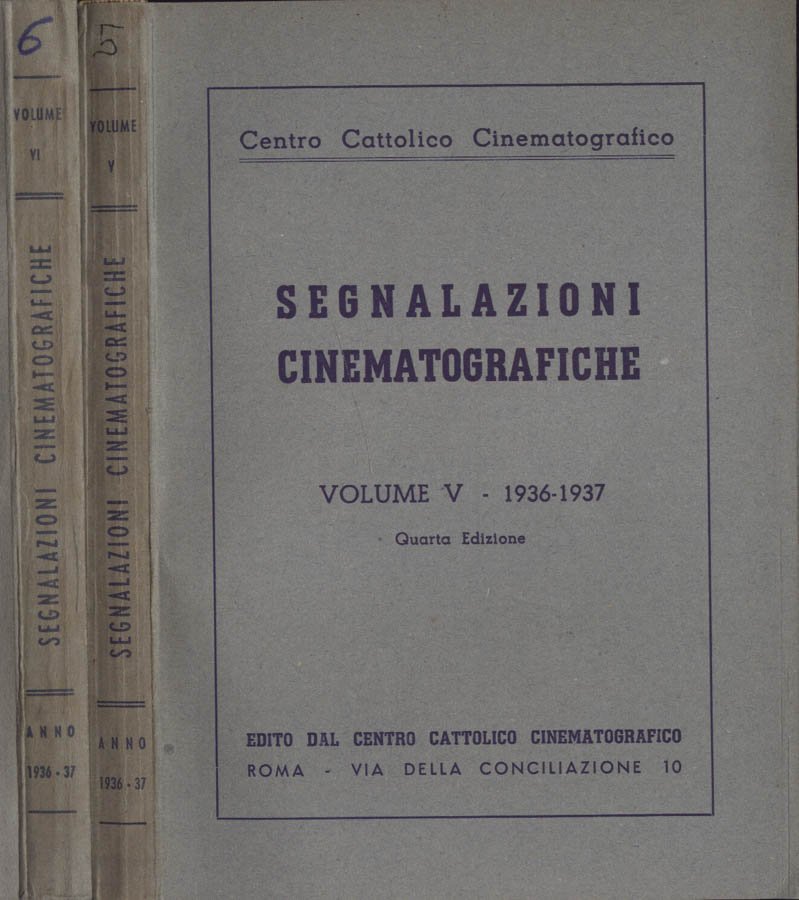 6
VOLUME
VI
SEGNALAZIONI CINEMATOGRAFICHE
ANNO
1936 - 37
VOLUME
V
SEGNALAZIONI CINEMATOGRAFICHE
ANNO
1936 - 37
Centro Cattolico Cinematografico
SEGNALAZIONI
CINEMATOGRAFICHE
VOLUME V - 1936-1937
Quarta Edizione
EDITO DAL CENTRO CATTOLICO CINEMATOGRAFICO
ROMA - VIA DELLA CONCILIAZIONE 10